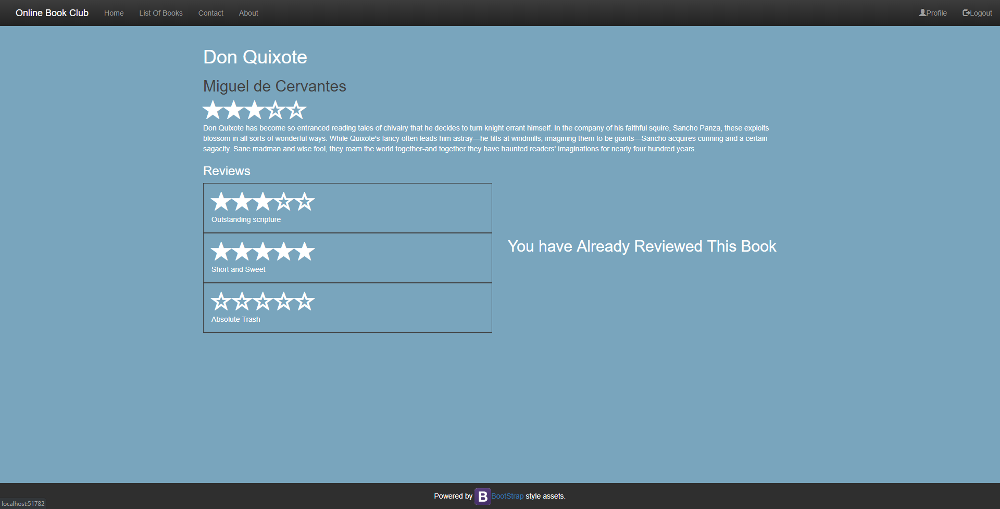 Online Book Club Home List Of Books Contact About Profile Logout
Don Quixote
Miguel de Cervantes
Don Quixote has become so entranced reading tales of chivalry that he decides to turn knight errant himself. In the company of his faithful squire, Sancho Panza, these exploits
blossom in all sorts of wonderful ways. While Quixote's fancy often leads him astray—he tilts at windmills, imagining them to be giants—Sancho acquires cunning and a certain
sagacity. Sane madman and wise fool, they roam the world together-and together they have haunted readers' imaginations for nearly four hundred years.
Reviews
Outstanding scripture
Short and Sweet
Absolute Trash
You have Already Reviewed This Book
Powered by B BootStrap style assets.
localhost:51782